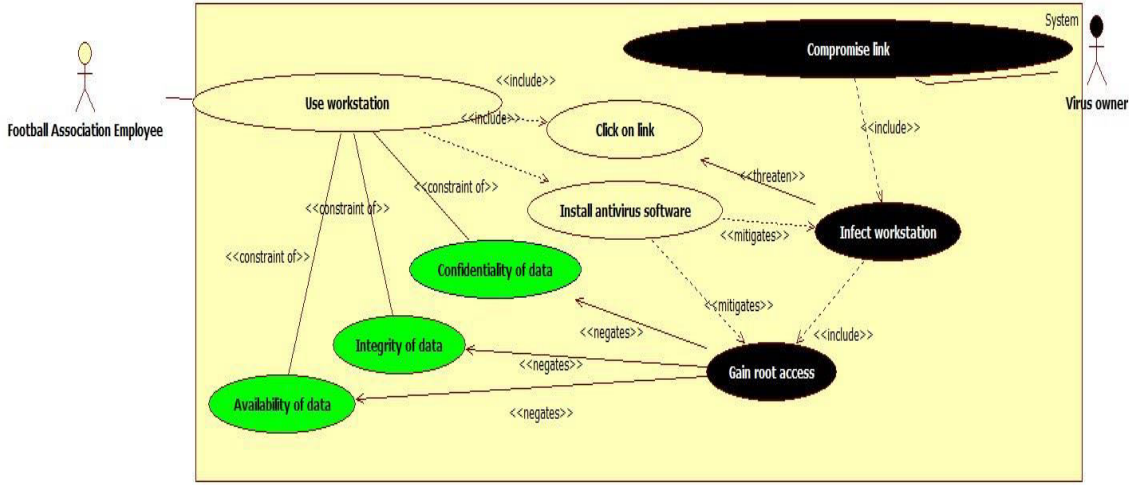 System
Compromise link
Football Association Employee
Virus owner
Use workstation
<<include>>
<<include>>
Click on link
<<include>>
<<threaten>>
<<constraint of>>
<<constraint of>>
<<constraint of>>
Install antivirus software
<<mitigates>>
Infect workstation
Confidentiality of data
<<mitigates>>
<<negates>>
<<include>>
Integrity of data
<<negates>>
Gain root access
Availability of data
<<negates>>